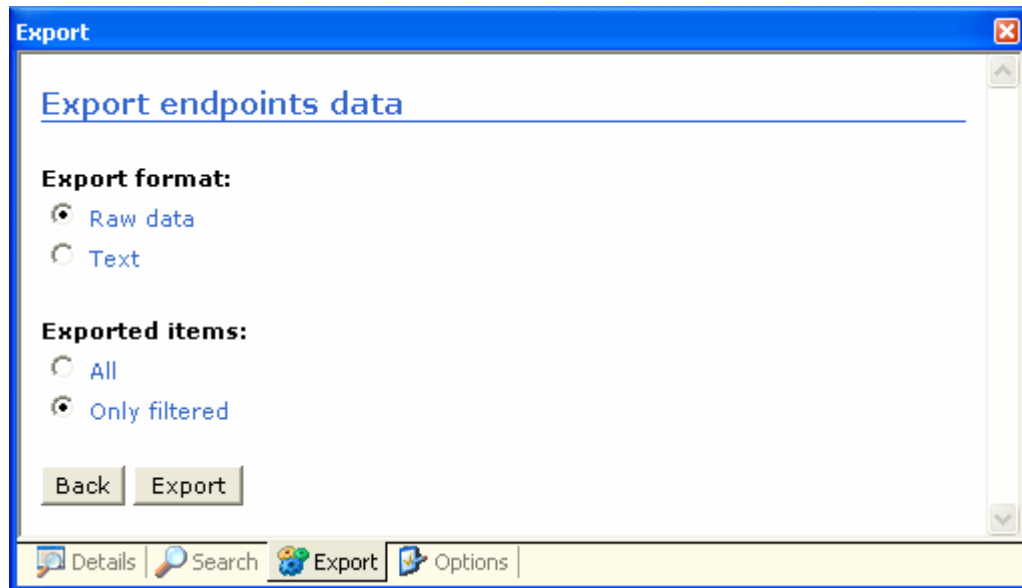 Export
Export endpoints data
Export format:
Raw data
Text
Exported items:
All
Only filtered
Back Export
Details Search Export Options